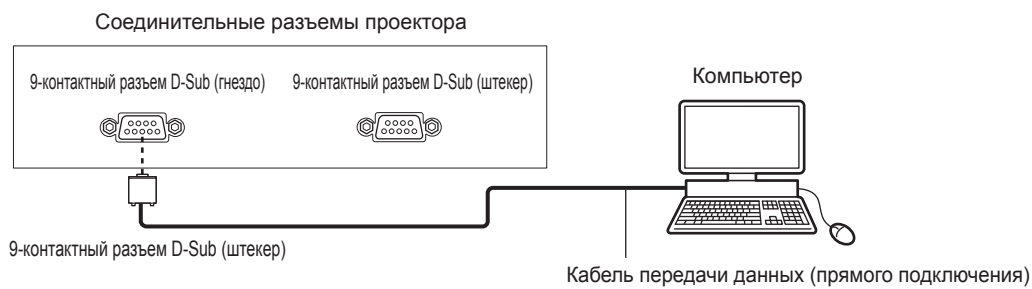 Соединительные разъемы проектора
9-контактный разъем D-Sub (гнездо)
9-контактный разъем D-Sub (штекер)
Компьютер
9-контактный разъем D-Sub (штекер)
Кабель передачи данных (прямого подключения)